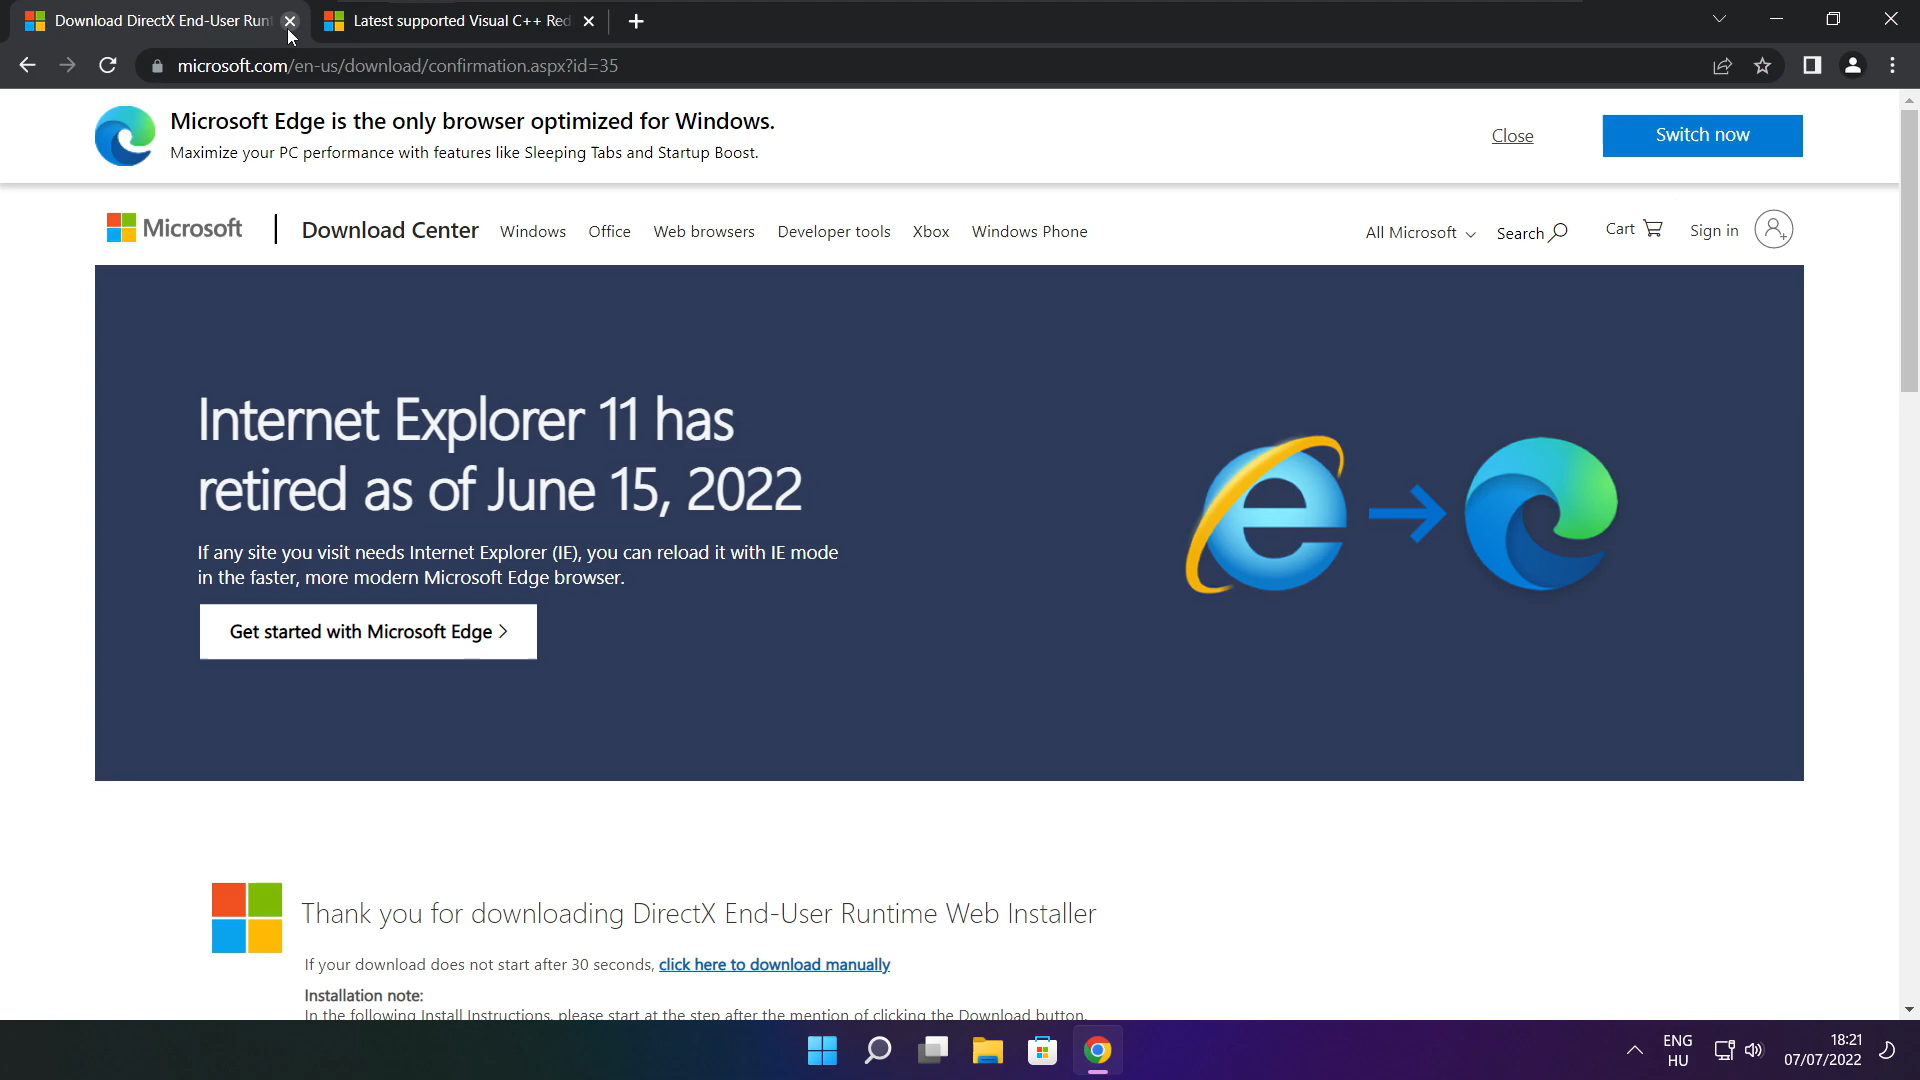 Download DirectX End-User Runt
Latest supported Visual C++ Red
microsoft.com/en-us/download/confirmation.aspx?id=35
Microsoft Edge is the only browser optimized for Windows.
Maximize your PC performance with features like Sleeping Tabs and Startup Boost.
Close
Switch now
Microsoft
Download Center
Windows
Office
Web browsers
Developer tools
Xbox
Windows Phone
All Microsoft
Search
Cart
Sign in
Internet Explorer 11 has
retired as of June 15, 2022
If any site you visit needs Internet Explorer (IE), you can reload it with IE mode
in the faster, more modern Microsoft Edge browser.
Get started with Microsoft Edge >
Thank you for downloading DirectX End-User Runtime Web Installer
If your download does not start after 30 seconds, click here to download manually
Installation note:
In the following Install Instructions, please start at the step after the mention of clicking the Download button.
ENG
HU
18:21
07/07/2022